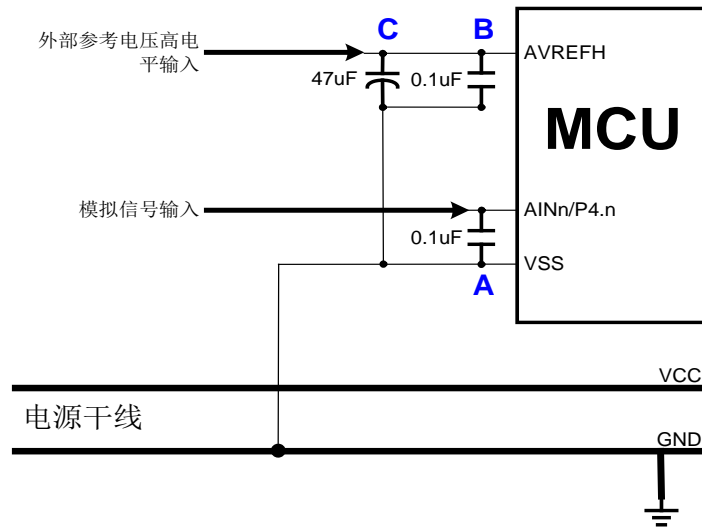 C
B
外部参考电压高电
平输入
AVREFH
47uF
0.1uF
MCU
模拟信号输入
AINn/P4.n
0.1uF
VSS
A
VCC
电源干线
GND